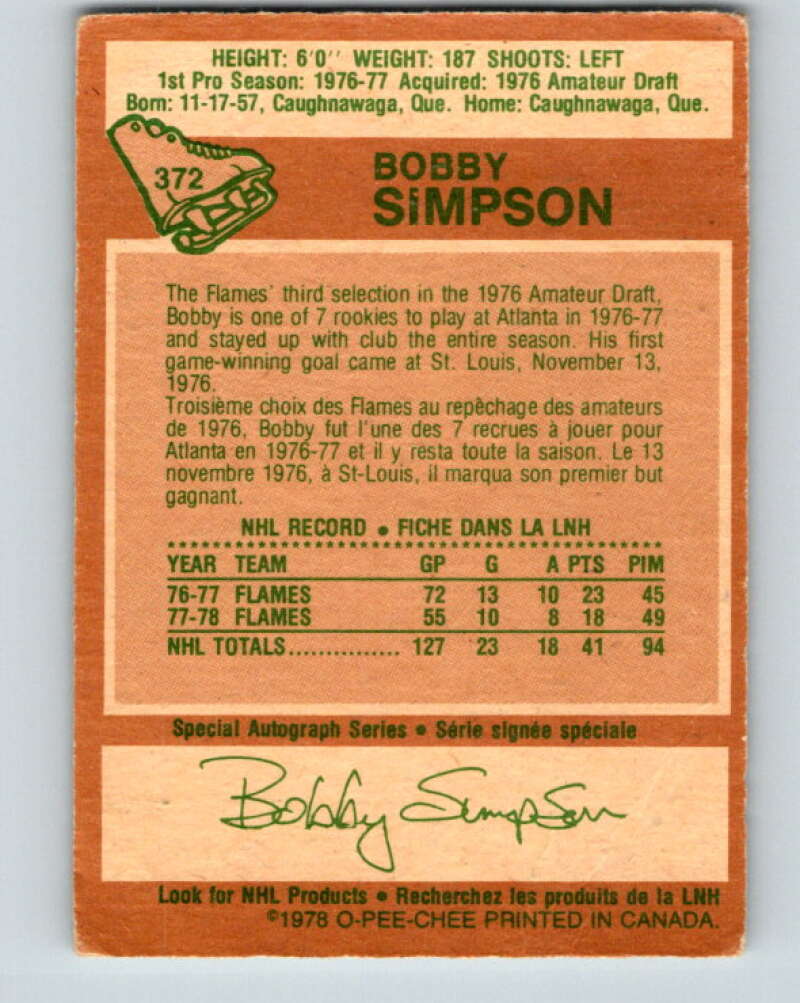 HEIGHT: 6'0" WEIGHT: 187 SHOOTS: LEFT
1st Pro Season: 1976-77 Acquired: 1976 Amateur Draft
Born: 11-17-57, Caughnawaga, Que. Home: Caughnawaga, Que.
372
BOBBY
SIMPSON
The Flames' third selection in the 1976 Amateur Draft,
Bobby is one of 7 rookies to play at Atlanta in 1976-77
and stayed up with club the entire season. His first
game-winning goal came at St. Louis, November 13,
1976.
Troisième choix des Flames au repêchage des amateurs
de 1976, Bobby fut l'une des 7 recrues à jouer pour
Atlanta en 1976-77 et il y resta toute la saison. Le 13
novembre 1976, à St-Louis, il marqua son premier but
gagnant.
NHL RECORD • FICHE DANS LA LNH
YEAR TEAM GP G A PTS PIM
76-77 FLAMES 72 13 10 23 45
77-78 FLAMES 55 10 8 18 49
NHL TOTALS............... 127 23 18 41 94
Special Autograph Series • Série signée spéciale
Bobby Simpson
Look for NHL Products • Recherchez les produits de la LNH
©1978 O-PEE-CHEE PRINTED IN CANADA.